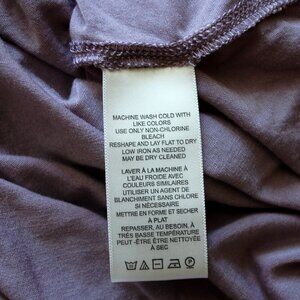 MACHINE WASH COLD WITH
LIKE COLORS
USE ONLY NON-CHLORINE
BLEACH
RESHAPE AND LAY FLAT TO DRY
LOW IRON AS NEEDED
MAY BE DRY CLEANED
LAVER À LA MACHINE À
L'EAU FROIDE AVEC
COULEURS SIMILAIRES
UTILISER UN AGENT DE
BLANCHIMENT SANS CHLORE
SI NÉCESSAIRE
METTRE EN FORME ET SECHER
À PLAT
REPASSER, AU BESOIN, À
TRÈS BASSE TEMPÉRATURE
PEUT -ÊTRE ÊTRE NETTOYÉE
À SEC